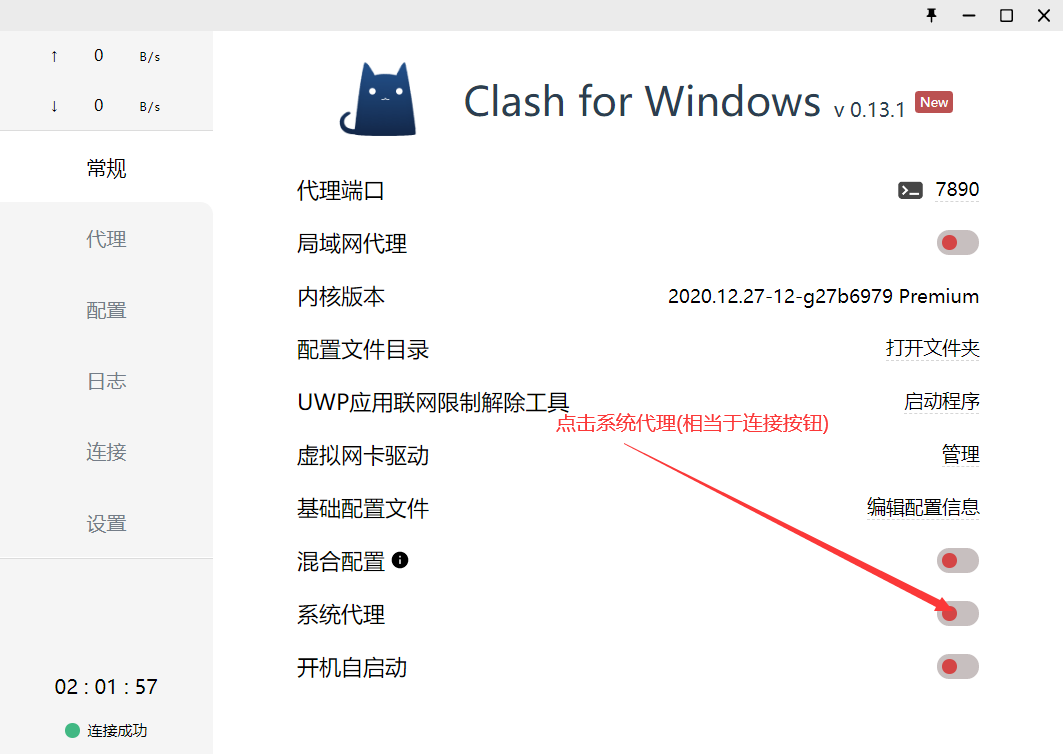 ↑ 0 B/s
↓ 0 B/s
常规
代理
配置
日志
连接
设置
02 : 01 : 57
连接成功
Clash for Windows v 0.13.1 New
代理端口 7890
局域网代理
内核版本 2020.12.27-12-g27b6979 Premium
配置文件目录 打开文件夹
UWP应用联网限制解除工具 启动程序
点击系统代理(相当于连接按钮)
虚拟网卡驱动 管理
基础配置文件 编辑配置信息
混合配置
系统代理
开机自启动